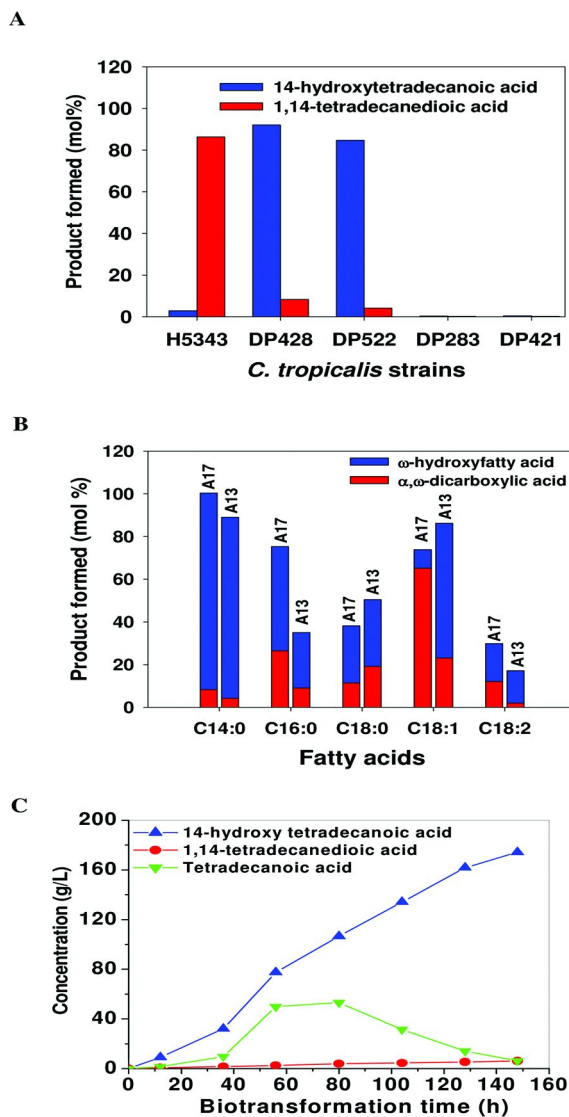 A
120
100
80
60
40
20
0
Product formed (mol%)
14-hydroxytetradecanoic acid
1,14-tetradecanedioic acid
H5343 DP428 DP522 DP283 DP421
C. tropicalis strains
B
120
100
80
60
40
20
0
Product formed (mol %)
ω-hydroxyfatty acid
α,ω-dicarboxylic acid
A17 A13 A17 A13 A17 A13 A17 A13 A17 A13
C14:0 C16:0 C18:0 C18:1 C18:2
Fatty acids
C
200
160
120
80
40
0
Concentration (g/L)
14-hydroxy tetradecanoic acid
1,14-tetradecanedioic acid
Tetradecanoic acid
0 20 40 60 80 100 120 140 160
Biotransformation time (h)